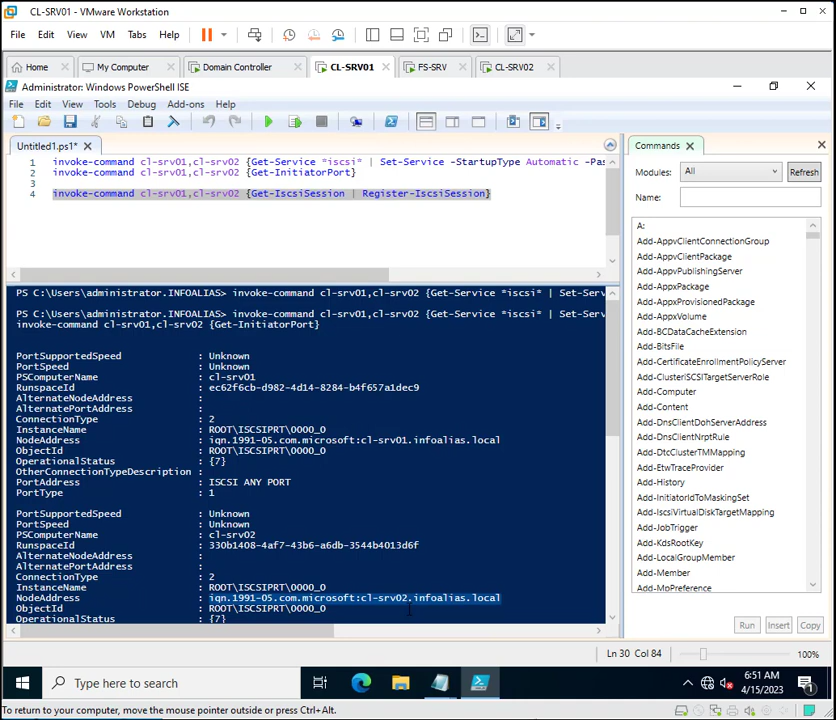 CL-SRV01 - VMware Workstation
File Edit View VM Tabs Help
Home My Computer Domain Controller CL-SRV01 FS-SRV CL-SRV02
Administrator: Windows PowerShell ISE
File Edit View Tools Debug Add-ons Help
Untitled1.ps1*
1 invoke-command cl-srv01,cl-srv02 {Get-Service *iscsi* | Set-Service -StartupType Automatic -Pas
2 invoke-command cl-srv01,cl-srv02 {Get-InitiatorPort}
3
4 invoke-command cl-srv01,cl-srv02 {Get-IscsiSession | Register-IscsiSession}
PS C:\Users\administrator.INFOALIAS> invoke-command cl-srv01,cl-srv02 {Get-Service *iscsi* | Set-Serv
PS C:\Users\administrator.INFOALIAS> invoke-command cl-srv01,cl-srv02 {Get-Service *iscsi* | Set-Serv
invoke-command cl-srv01,cl-srv02 {Get-InitiatorPort}
PortSupportedSpeed : Unknown
PortSpeed : Unknown
PSComputerName : cl-srv01
RunspaceId : ec62f6cb-d982-4d14-8284-b4f657a1dec9
AlternateNodeAddress :
AlternatePortAddress :
ConnectionType : 2
InstanceName : ROOT\ISCSIPRT\0000_0
NodeAddress : iqn.1991-05.com.microsoft:cl-srv01.infoalias.local
ObjectId : ROOT\ISCSIPRT\0000_0
OperationalStatus : {7}
OtherConnectionTypeDescription :
PortAddress : ISCSI ANY PORT
PortType : 1
PortSupportedSpeed : Unknown
PortSpeed : Unknown
PSComputerName : cl-srv02
RunspaceId : 330b1408-4af7-43b6-a6db-3544b4013d6f
AlternateNodeAddress :
AlternatePortAddress :
ConnectionType : 2
InstanceName : ROOT\ISCSIPRT\0000_0
NodeAddress : iqn.1991-05.com.microsoft:cl-srv02.infoalias.local
ObjectId : ROOT\ISCSIPRT\0000_0
OperationalStatus : {7}
Commands
Modules: All Refresh
Name:
A:
Add-AppvClientConnectionGroup
Add-AppvClientPackage
Add-AppvPublishingServer
Add-AppxPackage
Add-AppxProvisionedPackage
Add-AppxVolume
Add-BCDataCacheExtension
Add-BitsFile
Add-CertificateEnrollmentPolicyServer
Add-ClusteriSCSITargetServerRole
Add-Computer
Add-Content
Add-DnsClientDohServerAddress
Add-DnsClientNrptRule
Add-DtcClusterTMMapping
Add-EtwTraceProvider
Add-History
Add-InitiatorIdToMaskingSet
Add-IscsiVirtualDiskTargetMapping
Add-JobTrigger
Add-KdsRootKey
Add-LocalGroupMember
Add-Member
Add-MpPreference
Run Insert Copy
Ln 30 Col 84 100%
Type here to search
6:51 AM
4/15/2023
1
To return to your computer, move the mouse pointer outside or press Ctrl+Alt.